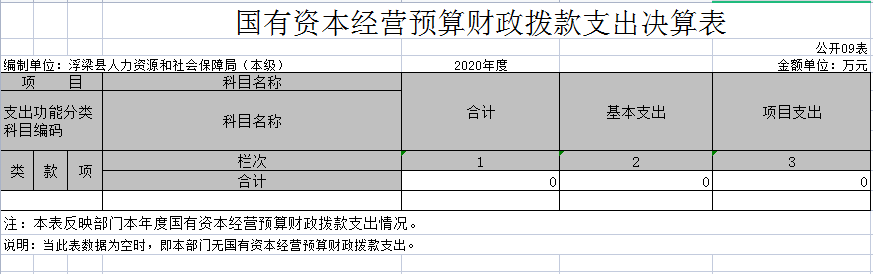 国有资本经营预算财政拨款支出决算表
公开09表
编制单位：浮梁县人力资源和社会保障局（本级） 2020年度 金额单位：万元
项 目 科目名称 合计 基本支出 项目支出
支出功能分类
科目编码
科目名称
类 款 项 栏次 1 2 3
合计 0 0 0
注：本表反映部门本年度国有资本经营预算财政拨款支出情况。
说明：当此表数据为空时，即本部门无国有资本经营预算财政拨款支出。